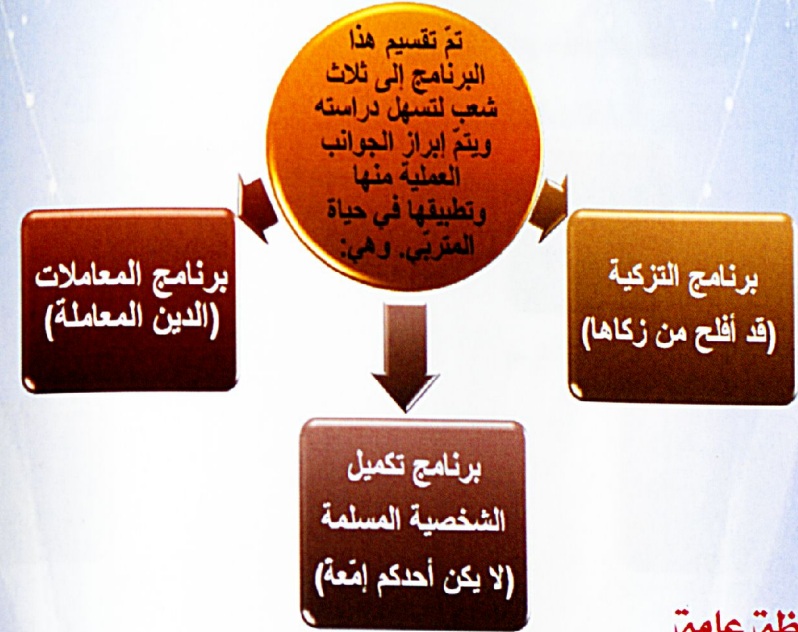 تمّ تقسيم هذا
البرنامج إلى ثلاث
شعب لتسهل دراسته
ويتمّ إبراز الجوانب
العملية منها
وتطبيقها في حياة
المتربّي. وهي:
برنامج التزكية
(قد أفلح من زكاها)
برنامج المعاملات
(الدين المعاملة)
برنامج تكميل
الشخصية المسلمة
(لا يكن أحدكم إمّعة)
عامة